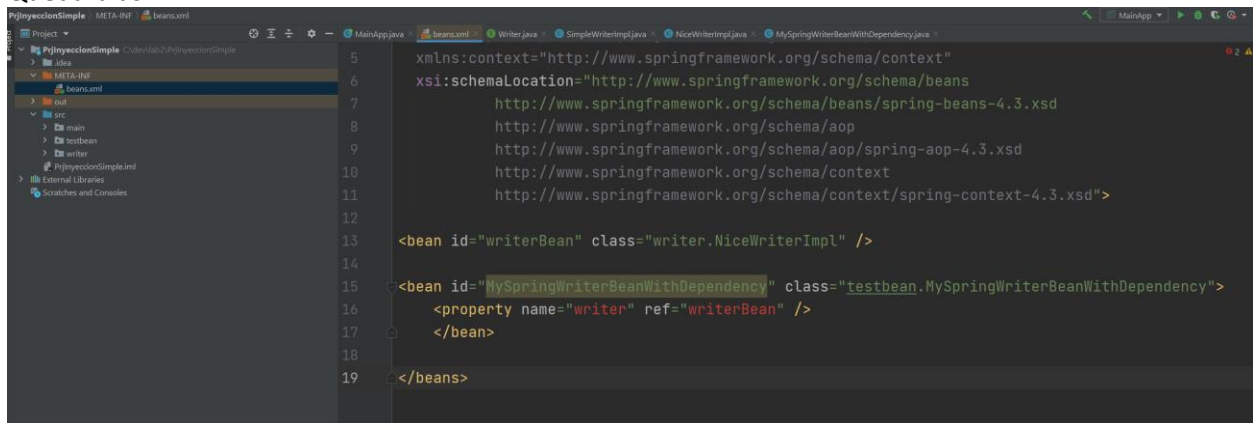 PrjInyeccionSimple META-INF beans.xml
MainApp
Project
MainApp.java
beans.xml
Writer.java
SimpleWriterImpl.java
NiceWriterImpl.java
MySpringWriterBeanWithDependency.java
PrjInyeccionSimple C:\dev\lab2\PrjInyeccionSimple
.idea
META-INF
beans.xml
out
src
main
testbean
writer
PrjInyeccionSimple.iml
External Libraries
Scratches and Consoles
2
5 xmlns:context="http://www.springframework.org/schema/context"
6 xsi:schemaLocation="http://www.springframework.org/schema/beans
7 http://www.springframework.org/schema/beans/spring-beans-4.3.xsd
8 http://www.springframework.org/schema/aop
9 http://www.springframework.org/schema/aop/spring-aop-4.3.xsd
10 http://www.springframework.org/schema/context
11 http://www.springframework.org/schema/context/spring-context-4.3.xsd">
12
13 <bean id="writerBean" class="writer.NiceWriterImpl" />
14
15 <bean id="MySpringWriterBeanWithDependency" class="testbean.MySpringWriterBeanWithDependency">
16 <property name="writer" ref="writerBean" />
17 </bean>
18
19 </beans>